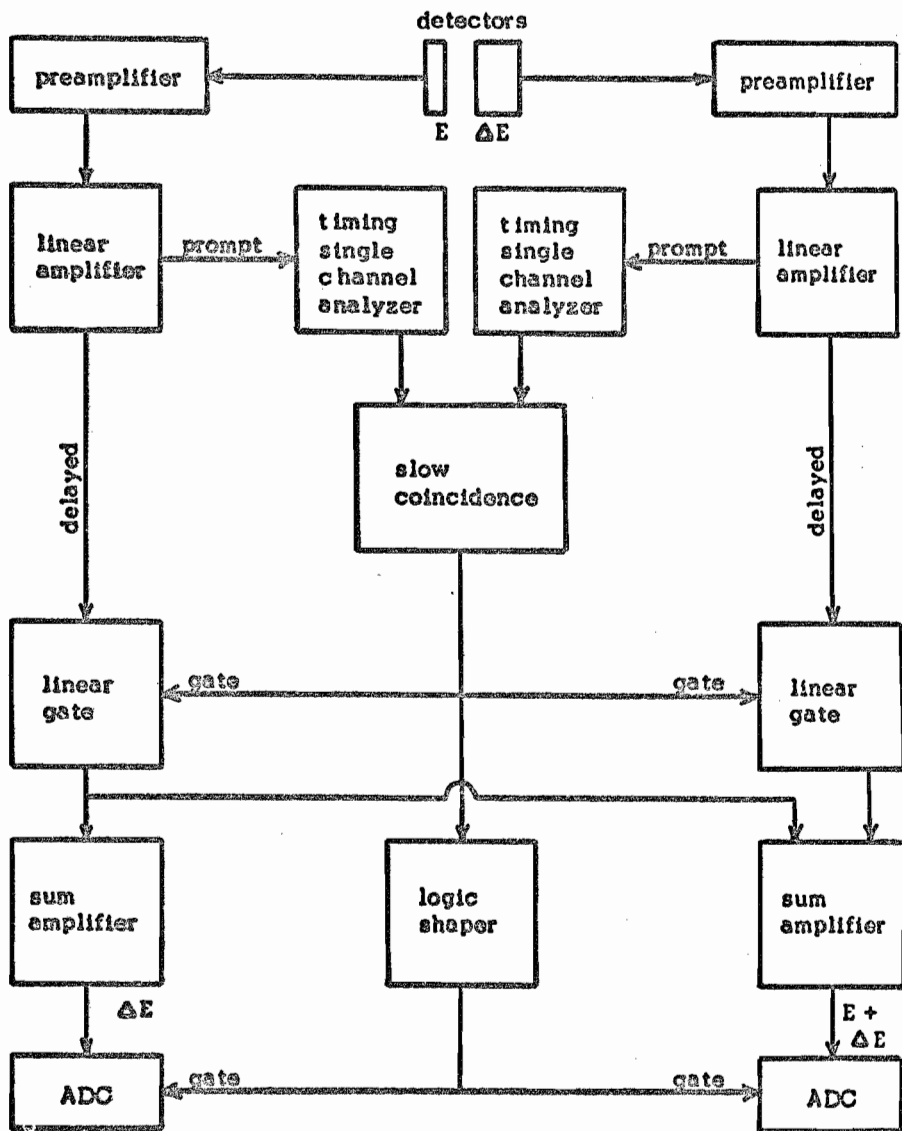 detectors
preamplifier
preamplifier
E
ΔE
linear
amplifier
prompt
timing
single
channel
analyzer
timing
single
channel
analyzer
prompt
linear
amplifier
delayed
slow
coincidence
delayed
linear
gate
gate
gate
linear
gate
sum
amplifier
logic
shaper
sum
amplifier
ΔE
E +
ΔE
ADC
gate
gate
ADC